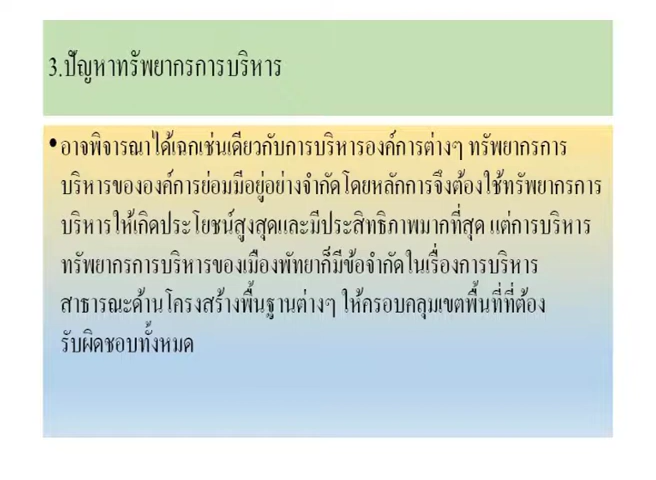 3.ปัญหาทรัพยากรการบริหาร
•อาจพิจารณาได้เฉกเช่นเดียวกับการบริหารองค์การต่างๆ ทรัพยากรการ
บริหารขององค์การย่อมมีอยู่อย่างจำกัดโดยหลักการจึงต้องใช้ทรัพยากรการ
บริหารให้เกิดประโยชน์สูงสุดและมีประสิทธิภาพมากที่สุด แต่การบริหาร
ทรัพยากรการบริหารของเมืองพัทยาก็มีข้อจำกัดในเรื่องการบริหาร
สาธารณะด้านโครงสร้างพื้นฐานต่างๆ ให้ครอบคลุมเขตพื้นที่ที่ต้อง
รับผิดชอบทั้งหมด